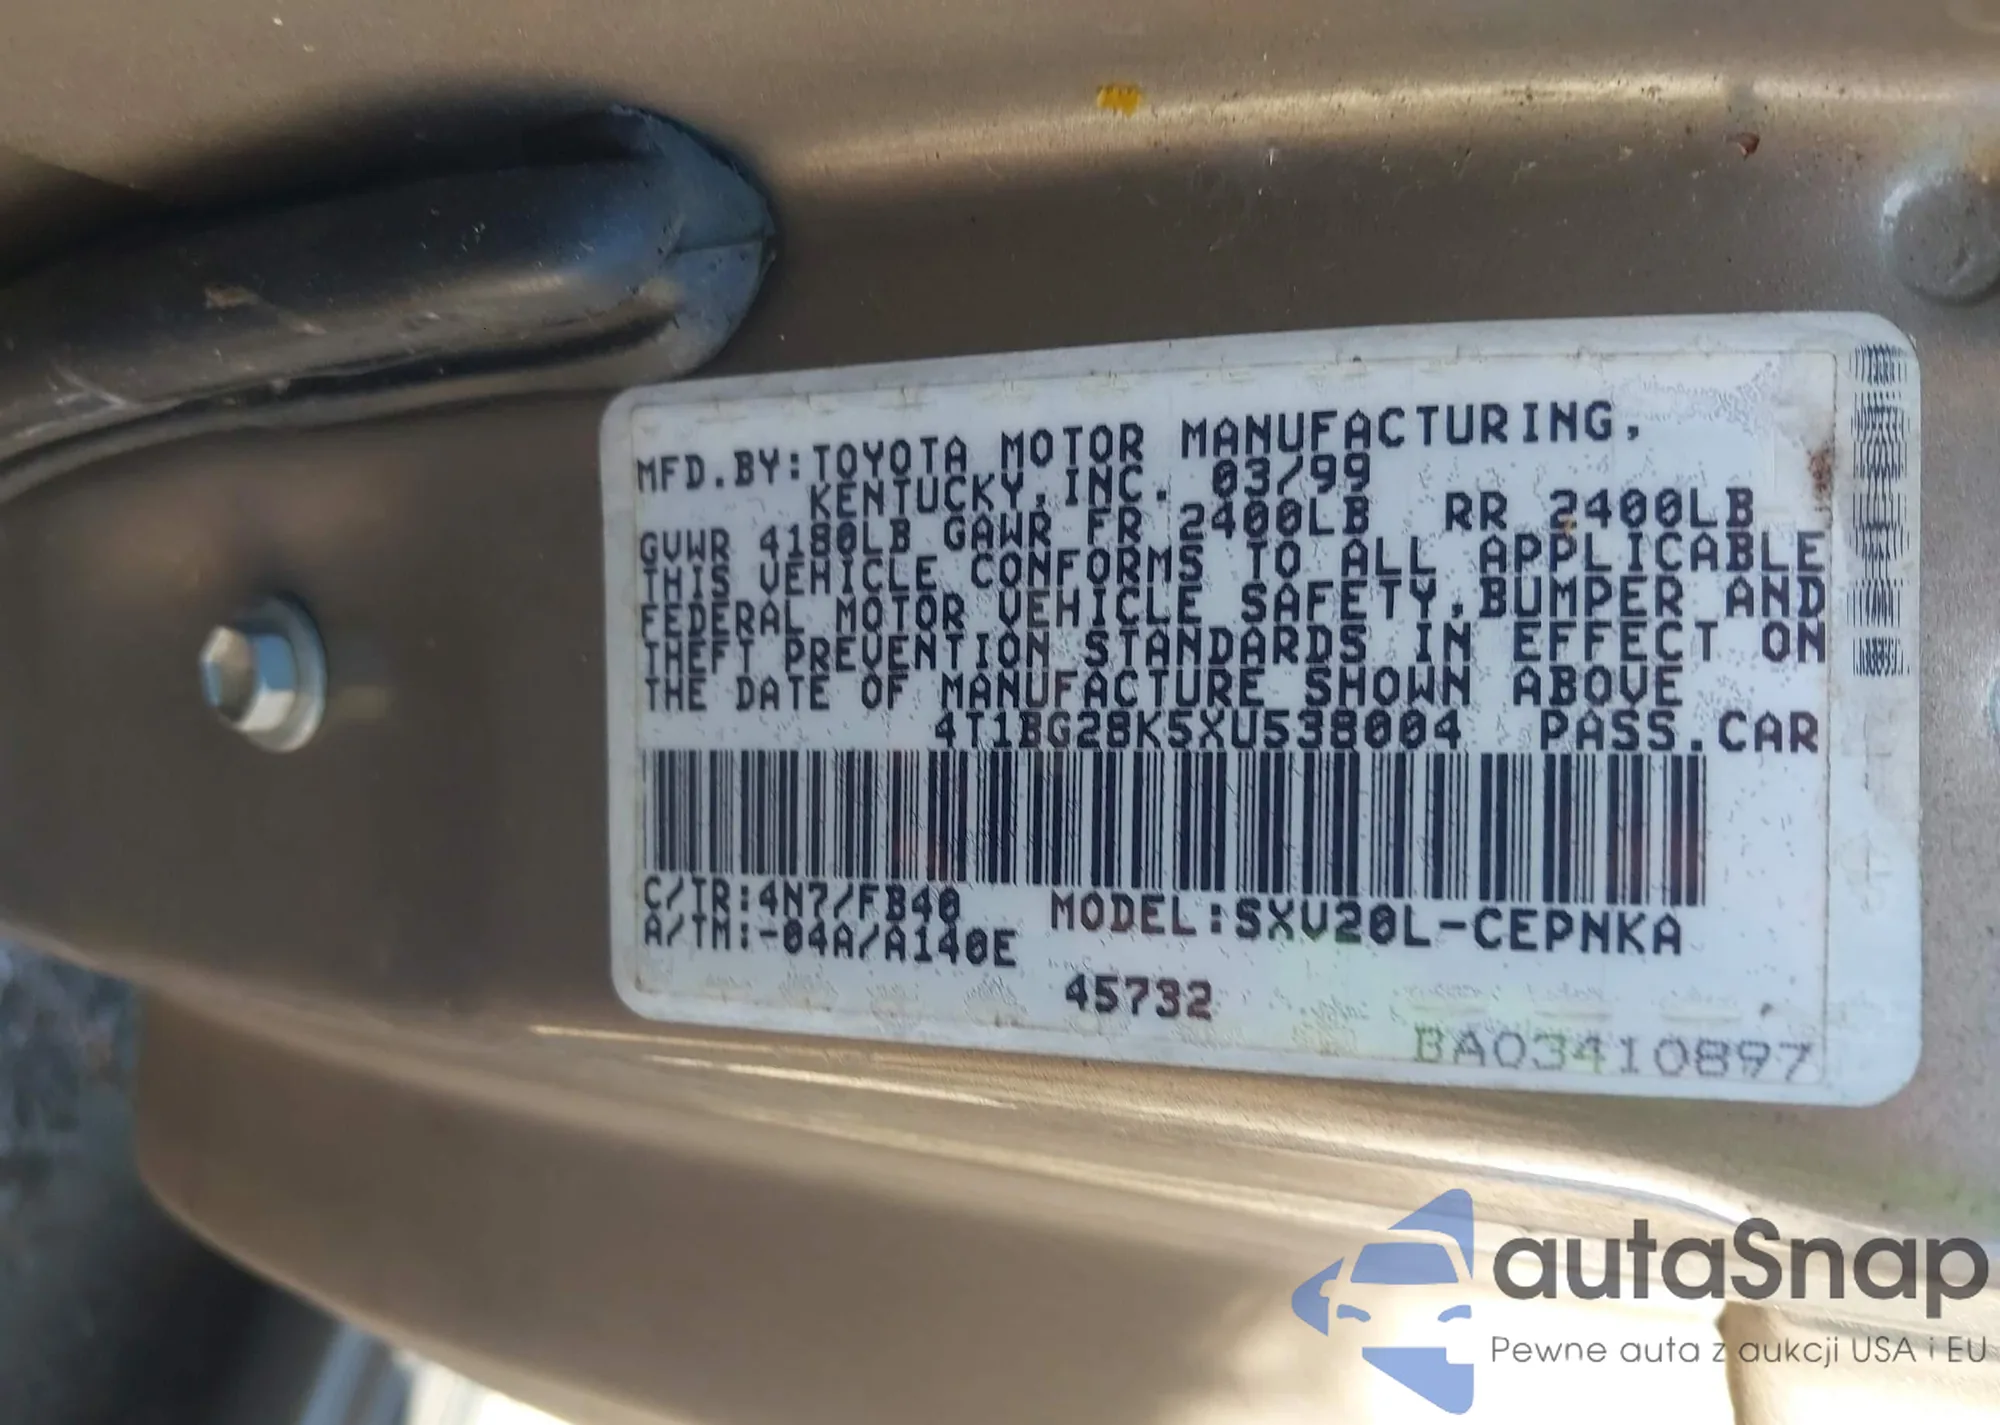 MFD.BY:TOYOTA MOTOR MANUFACTURING,
KENTUCKY,INC. 03/99
GVWR 4180LB GAWR FR 2400LB RR 2400LB
THIS VEHICLE CONFORMS TO ALL APPLICABLE
FEDERAL MOTOR VEHICLE SAFETY,BUMPER AND
THEFT PREVENTION STANDARDS IN EFFECT ON
THE DATE OF MANUFACTURE SHOWN ABOVE
4T1BG28K5XU538004 PASS.CAR
C/TR:4N7/FB40 MODEL:SXV20L-CEPNKA
A/TM:-04A/A140E
45732
BA03410897
autaSnap
Pewne auta z aukcji USA i EU